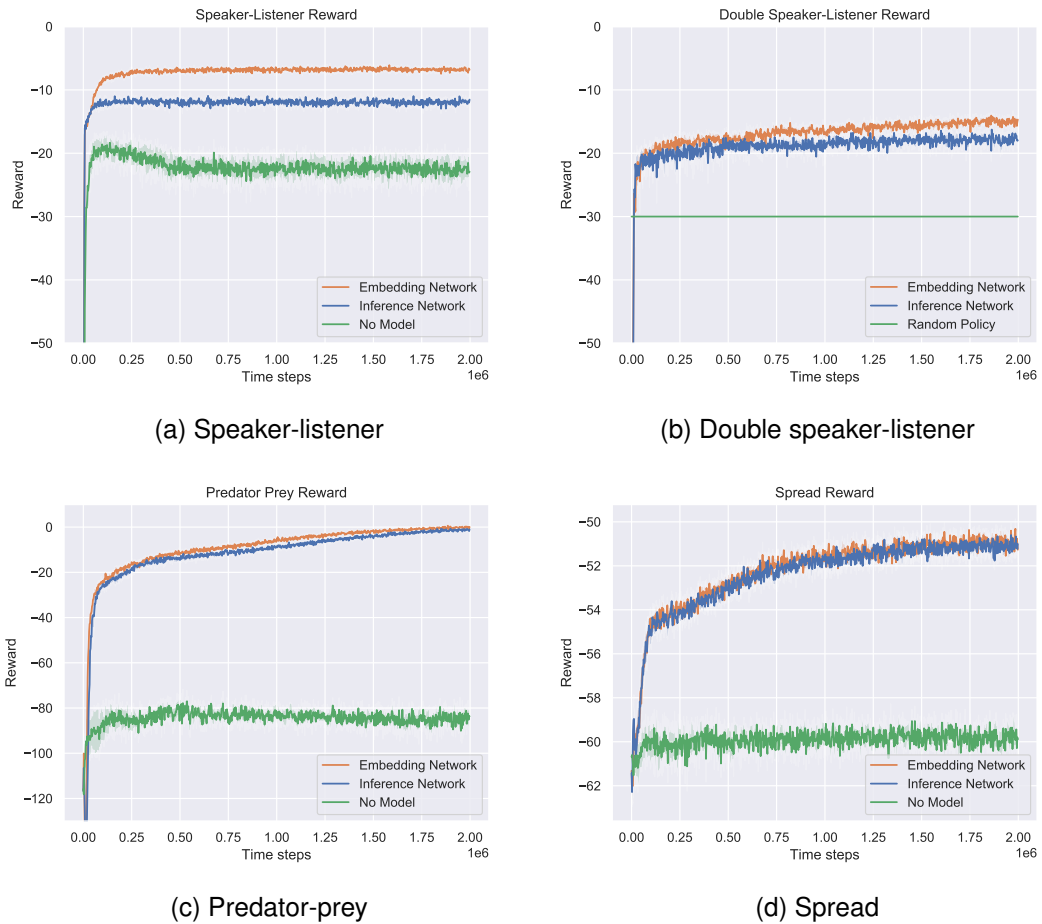 Speaker-Listener Reward
0
−10
−20
−30
−40
−50
Reward
Embedding Network
Inference Network
No Model
0.00 0.25 0.50 0.75 1.00 1.25 1.50 1.75 2.00
Time steps
1e6
(a) Speaker-listener
Double Speaker-Listener Reward
0
−10
−20
−30
−40
−50
Reward
Embedding Network
Inference Network
Random Policy
0.00 0.25 0.50 0.75 1.00 1.25 1.50 1.75 2.00
Time steps
1e6
(b) Double speaker-listener
Predator Prey Reward
0
−20
−40
−60
−80
−100
−120
Reward
Embedding Network
Inference Network
No Model
0.00 0.25 0.50 0.75 1.00 1.25 1.50 1.75 2.00
Time steps
1e6
(c) Predator-prey
Spread Reward
−50
−52
−54
−56
−58
−60
−62
Reward
Embedding Network
Inference Network
No Model
0.00 0.25 0.50 0.75 1.00 1.25 1.50 1.75 2.00
Time steps
1e6
(d) Spread